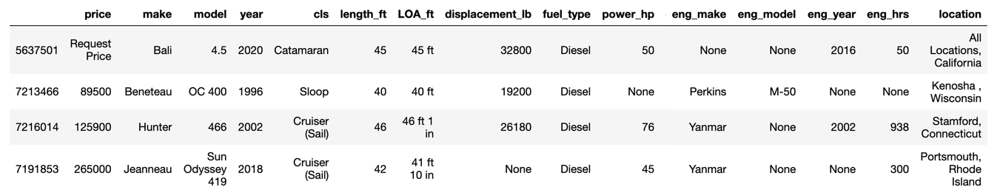 price make model year cls length_ft LOA_ft displacement_lb fuel_type power_hp eng_make eng_model eng_year eng_hrs location
5637501 Request Price Bali 4.5 2020 Catamaran 45 45 ft 32800 Diesel 50 None None 2016 50 All Locations, California
7213466 89500 Beneteau OC 400 1996 Sloop 40 40 ft 19200 Diesel None Perkins M-50 None None Kenosha , Wisconsin
7216014 125900 Hunter 466 2002 Cruiser (Sail) 46 46 ft 1 in 26180 Diesel 76 Yanmar None 2002 938 Stamford, Connecticut
7191853 265000 Jeanneau Sun Odyssey 419 2018 Cruiser (Sail) 42 41 ft 10 in None Diesel 45 Yanmar None None 300 Portsmouth, Rhode Island